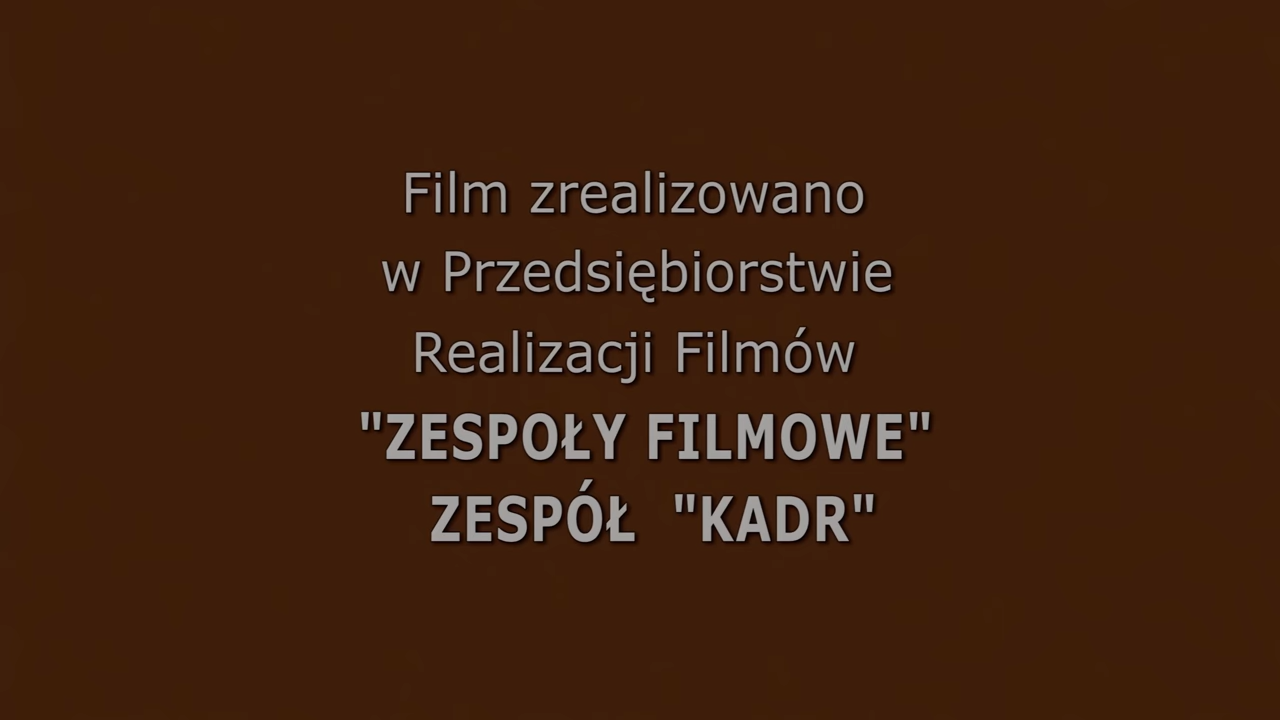 Film zrealizowano
w Przedsiębiorstwie
Realizacji Filmów
"ZESPOŁY FILMOWE"
ZESPÓŁ "KADR"